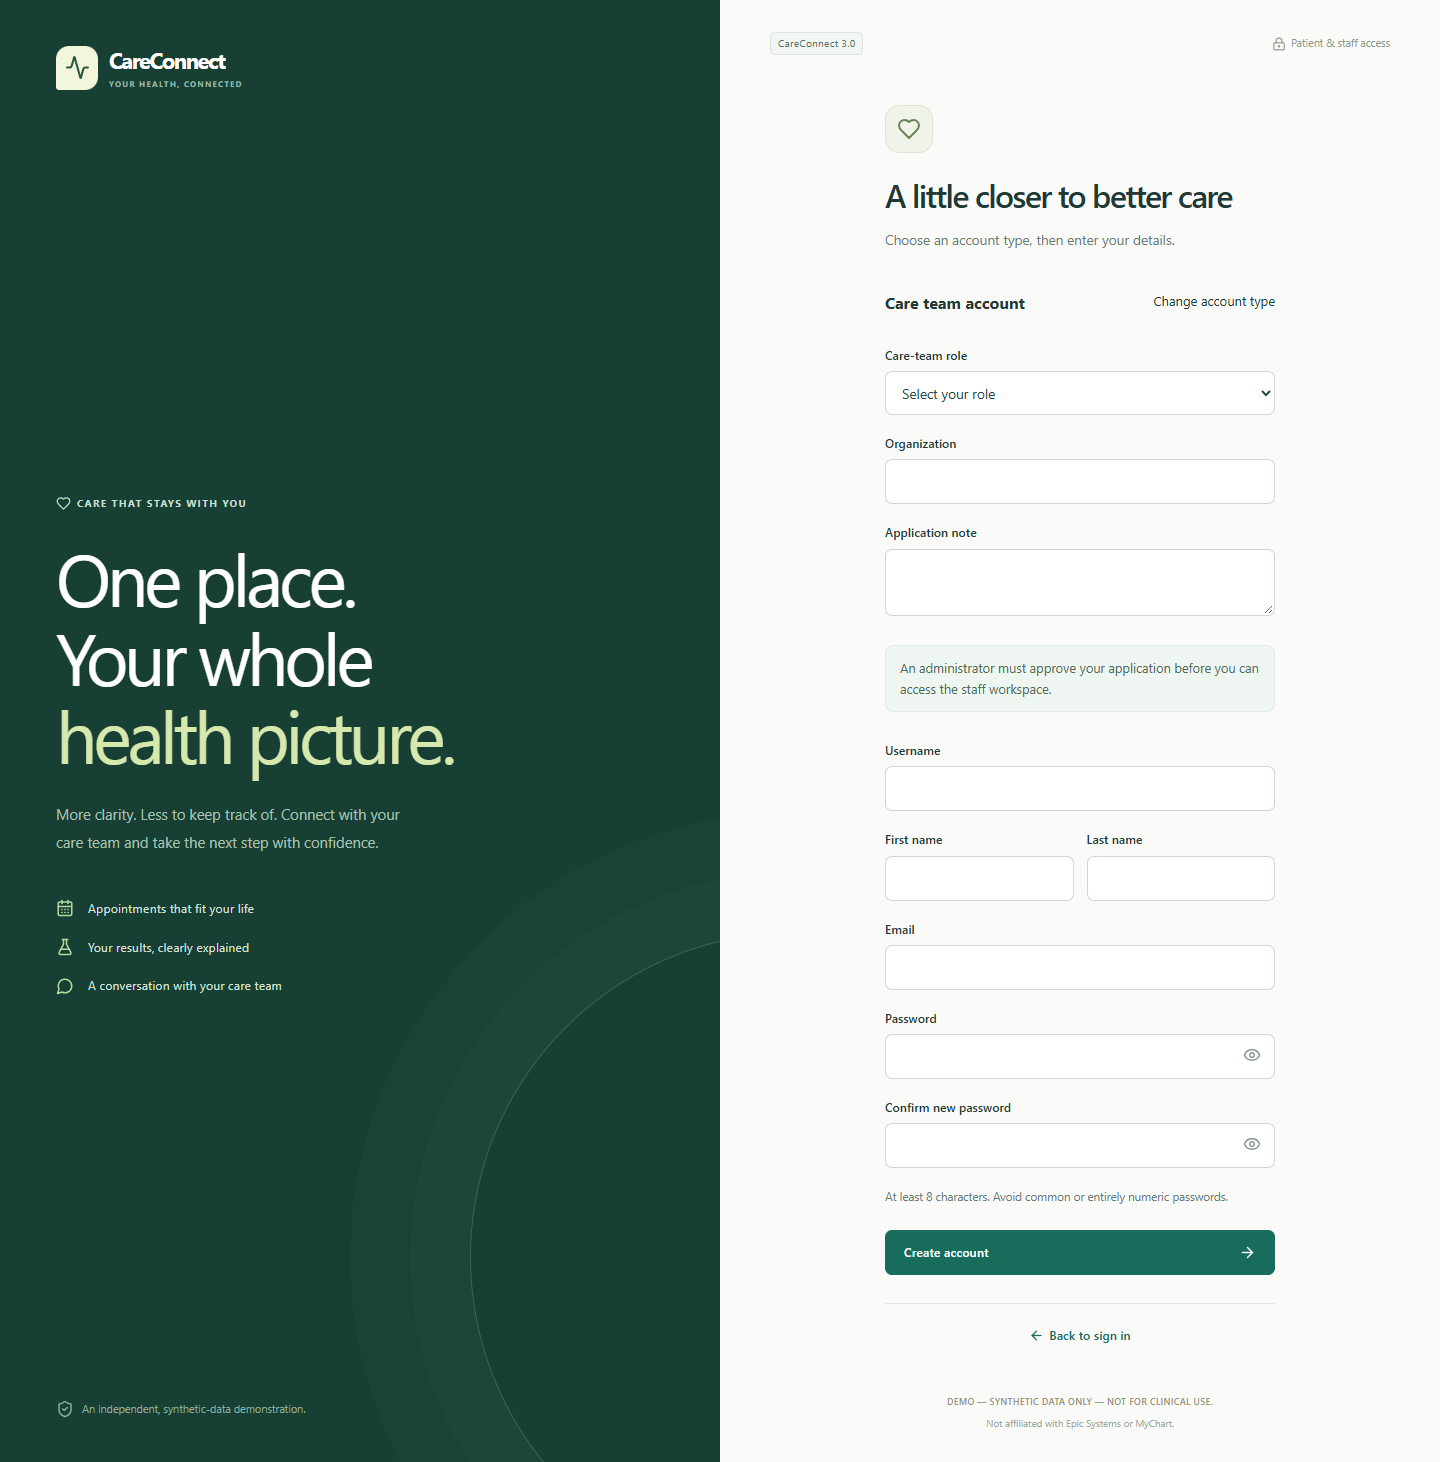 CareConnect
YOUR HEALTH, CONNECTED
CARE THAT STAYS WITH YOU
One place.
Your whole
health picture.
More clarity. Less to keep track of. Connect with your
care team and take the next step with confidence.
Appointments that fit your life
Your results, clearly explained
A conversation with your care team
An independent, synthetic-data demonstration.
CareConnect 3.0
Patient & staff access
A little closer to better care
Choose an account type, then enter your details.
Care team account
Change account type
Care-team role
Select your role
Organization
Application note
An administrator must approve your application before you can
access the staff workspace.
Username
First name
Last name
Email
Password
Confirm new password
At least 8 characters. Avoid common or entirely numeric passwords.
Create account
Back to sign in
DEMO — SYNTHETIC DATA ONLY — NOT FOR CLINICAL USE.
Not affiliated with Epic Systems or MyChart.